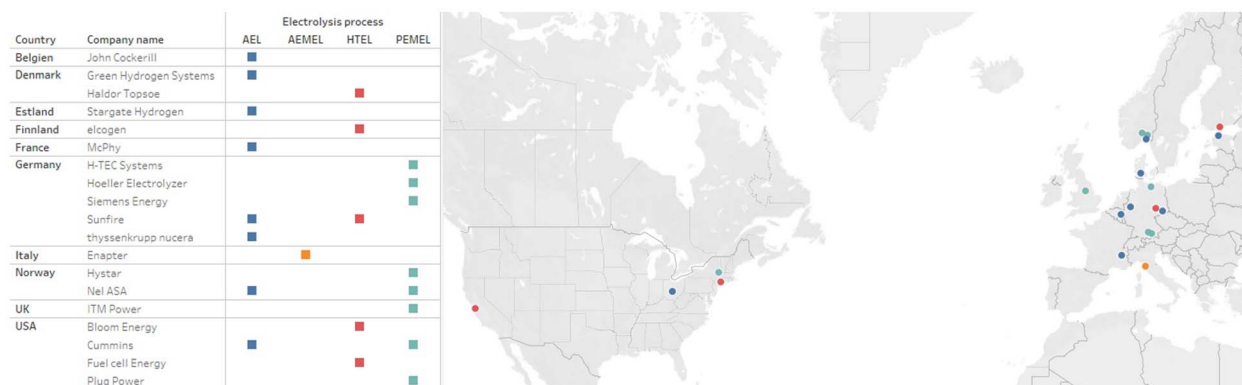 Electrolysis process
Country Company name AEL AEMEL HTEL PEMEL
Belgien John Cockerill
Denmark Green Hydrogen Systems
Haldor Topsoe
Estland Stargate Hydrogen
Finnland elcogen
France McPhy
Germany H-TEC Systems
Hoeller Electrolyzer
Siemens Energy
Sunfire
thyssenkrupp nucera
Italy Enapter
Norway Hystar
Nel ASA
UK ITM Power
USA Bloom Energy
Cummins
Fuel cell Energy
Plug Power